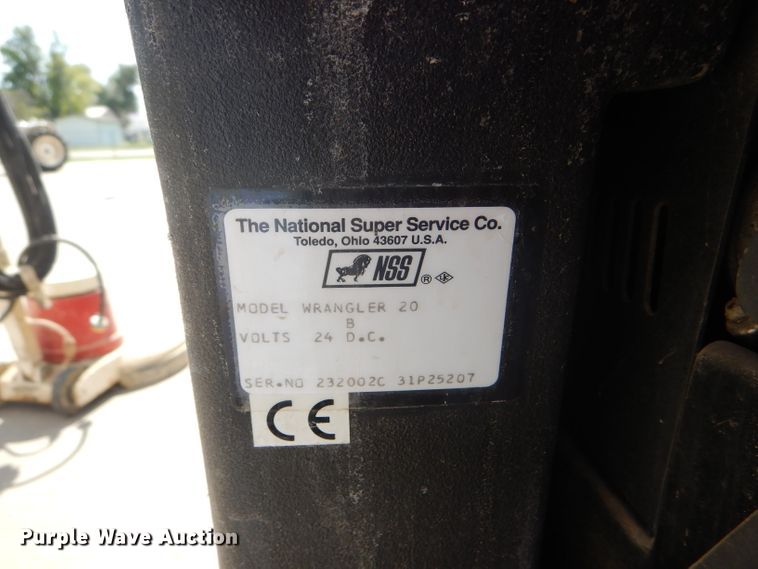 The National Super Service Co.
Toledo, Ohio 43607 U.S.A.
NSS ®
MODEL WRANGLER 20
B
VOLTS 24 D.C.
SER.NO 232002C 31P25207
CE
Purple Wave Auction